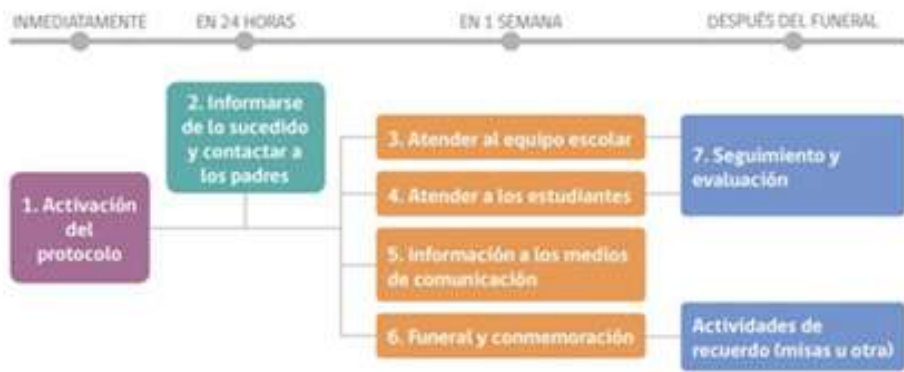 INMEDIATAMENTE
EN 24 HORAS
EN 1 SEMANA
DESPUÉS DEL FUNERAL
1. Activación
del
protocolo
2. Informarse
de lo sucedido
y contactar a
los padres
3. Atender al equipo escolar
4. Atender a los estudiantes
5. Información a los medios
de comunicación
6. Funeral y conmemoración
7. Seguimiento y
evaluación
Actividades de
recuerdo (misas u otra)